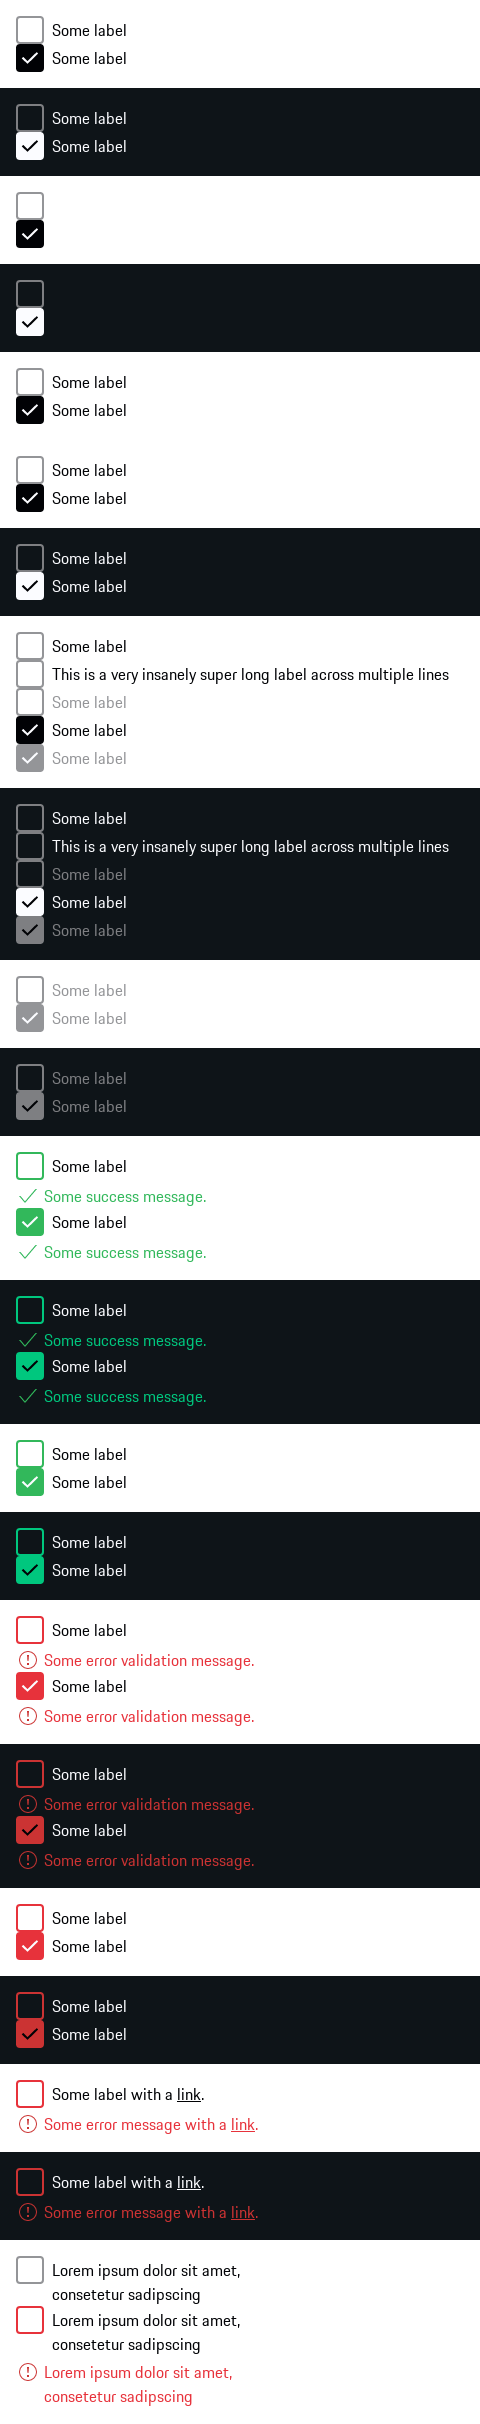 Some label
Some label
Some label
Some label
Some label
Some label
Some label
Some label
Some label
Some label
Some label
This is a very insanely super long label across multiple lines
Some label
Some label
Some label
Some label
This is a very insanely super long label across multiple lines
Some label
Some label
Some label
Some label
Some label
Some label
Some label
Some label
Some success message.
Some label
Some success message.
Some label
Some success message.
Some label
Some success message.
Some label
Some label
Some label
Some label
Some label
Some error validation message.
Some label
Some error validation message.
Some label
Some error validation message.
Some label
Some error validation message.
Some label
Some label
Some label
Some label
Some label with a link.
Some error message with a link.
Some label with a link.
Some error message with a link.
Lorem ipsum dolor sit amet,
consetetur sadipscing
Lorem ipsum dolor sit amet,
consetetur sadipscing
Lorem ipsum dolor sit amet,
consetetur sadipscing